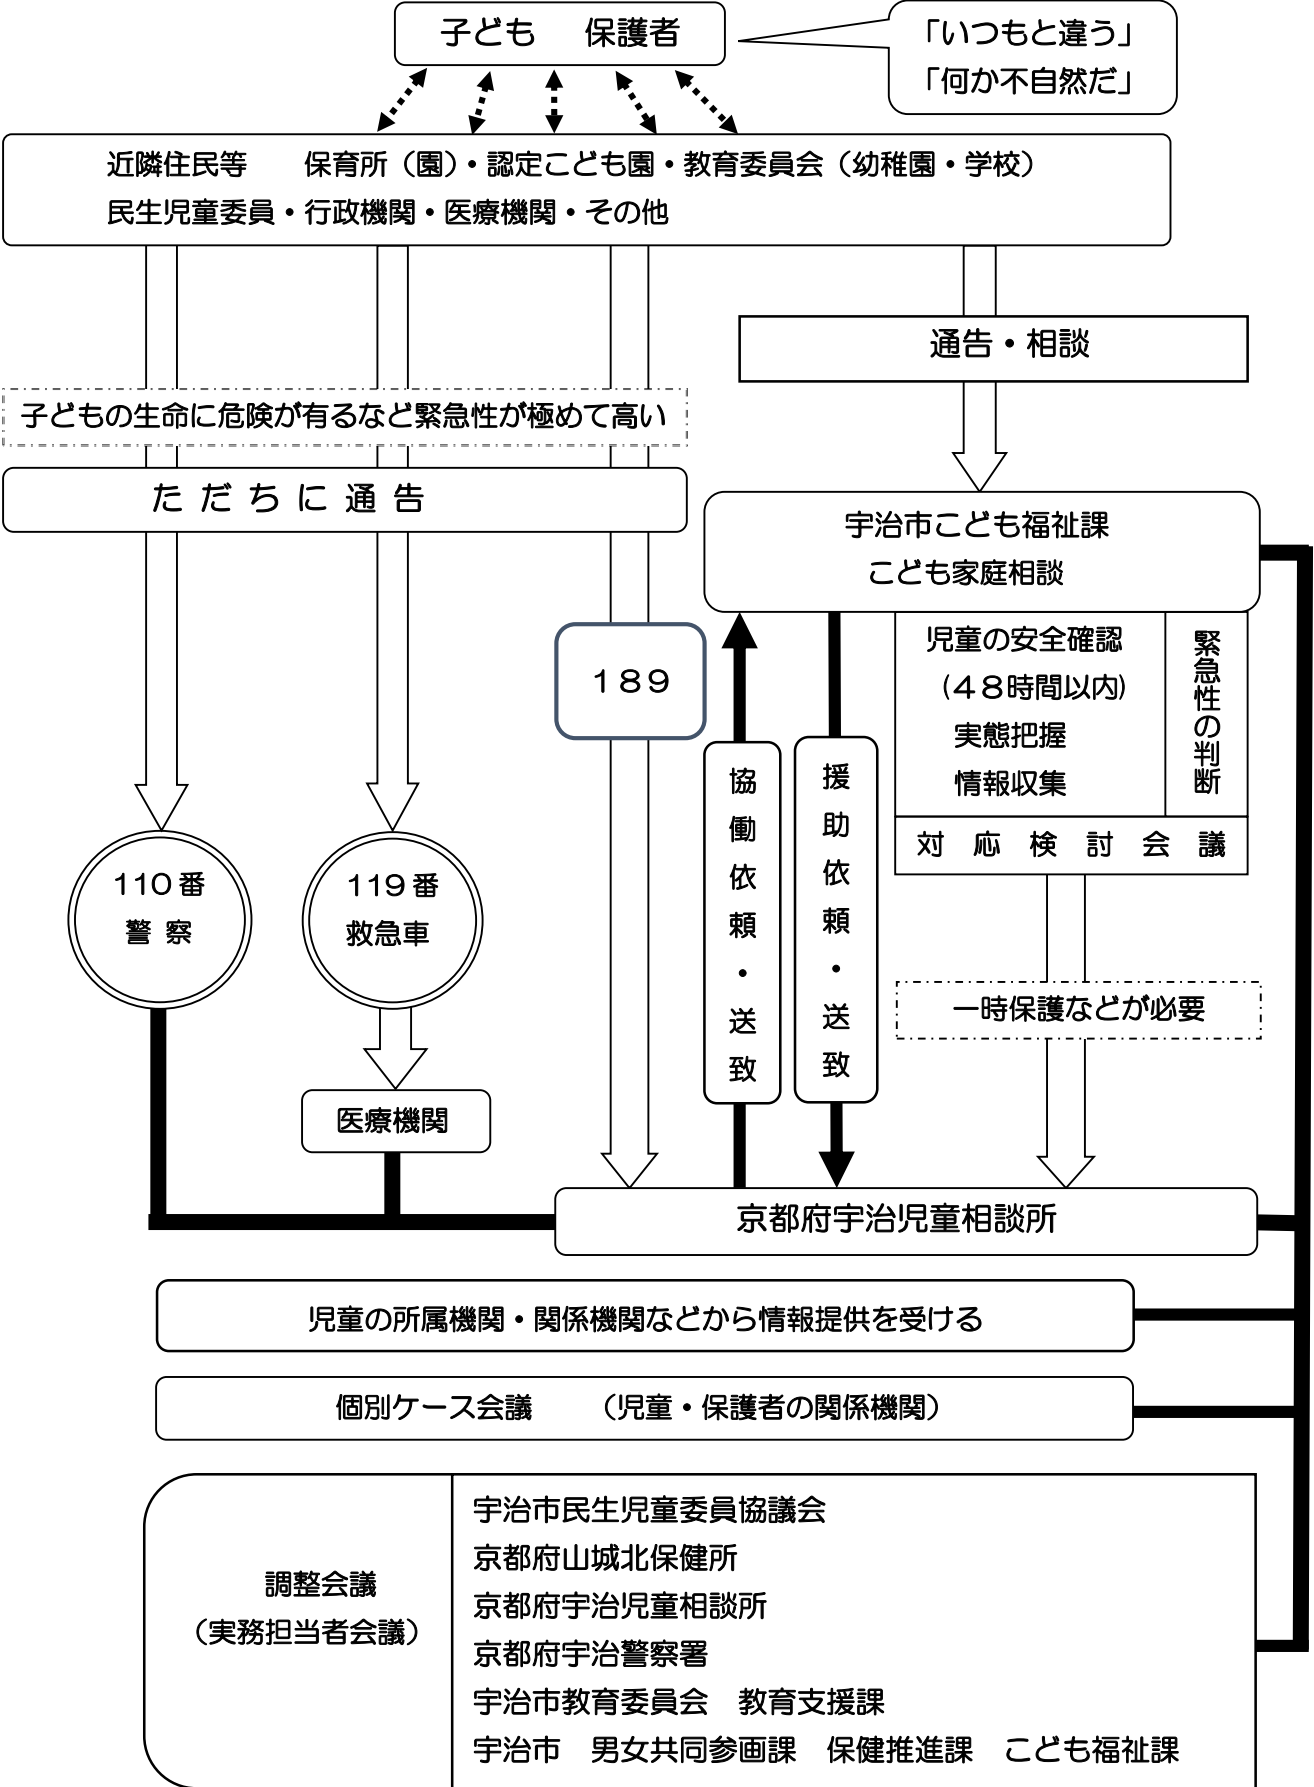 子ども　保護者
「いつもと違う」
「何か不自然だ」
近隣住民等　　保育所（園）・認定こども園・教育委員会（幼稚園・学校）
民生児童委員・行政機関・医療機関・その他
通告・相談
子どもの生命に危険が有るなど緊急性が極めて高い
ただちに通告
宇治市こども福祉課
こども家庭相談
189
児童の安全確認
（４８時間以内）
実態把握
情報収集
緊急性の判断
対応検討会議
協働依頼・送致
援助依頼・送致
110番
警察
119番
救急車
一時保護などが必要
医療機関
京都府宇治児童相談所
児童の所属機関・関係機関などから情報提供を受ける
個別ケース会議　　（児童・保護者の関係機関）
調整会議
（実務担当者会議）
宇治市民生児童委員協議会
京都府山城北保健所
京都府宇治児童相談所
京都府宇治警察署
宇治市教育委員会　教育支援課
宇治市　男女共同参画課　保健推進課　こども福祉課